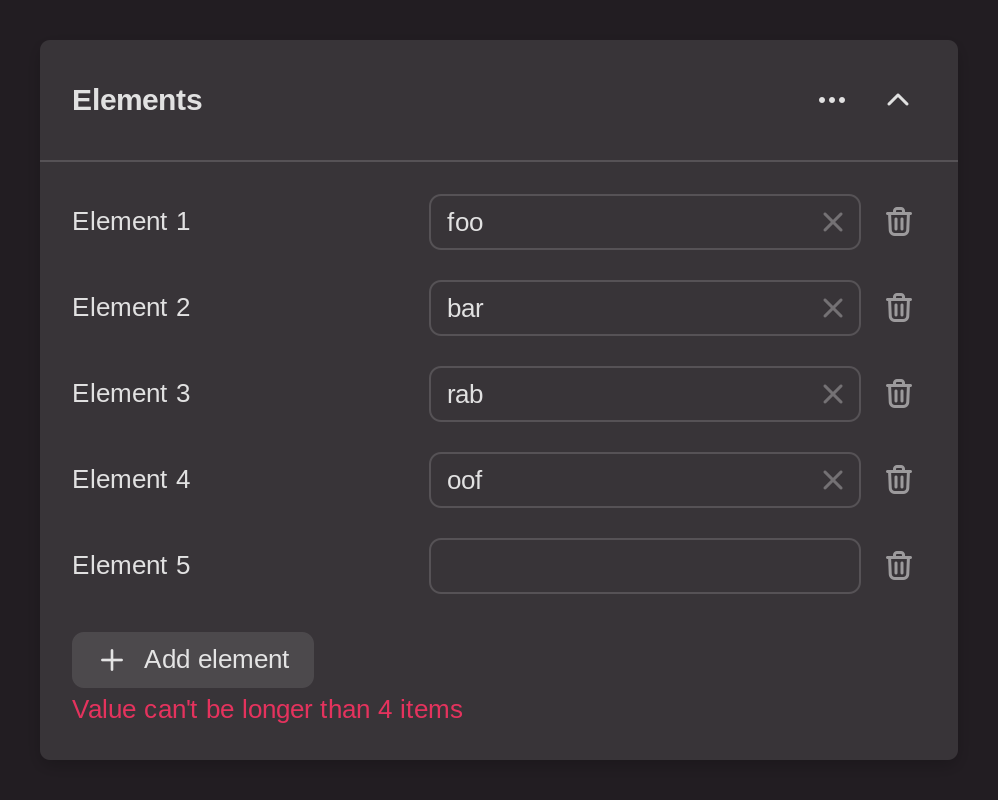 Elements
Element 1
foo
Element 2
bar
Element 3
rab
Element 4
oof
Element 5
Add element
Value can't be longer than 4 items